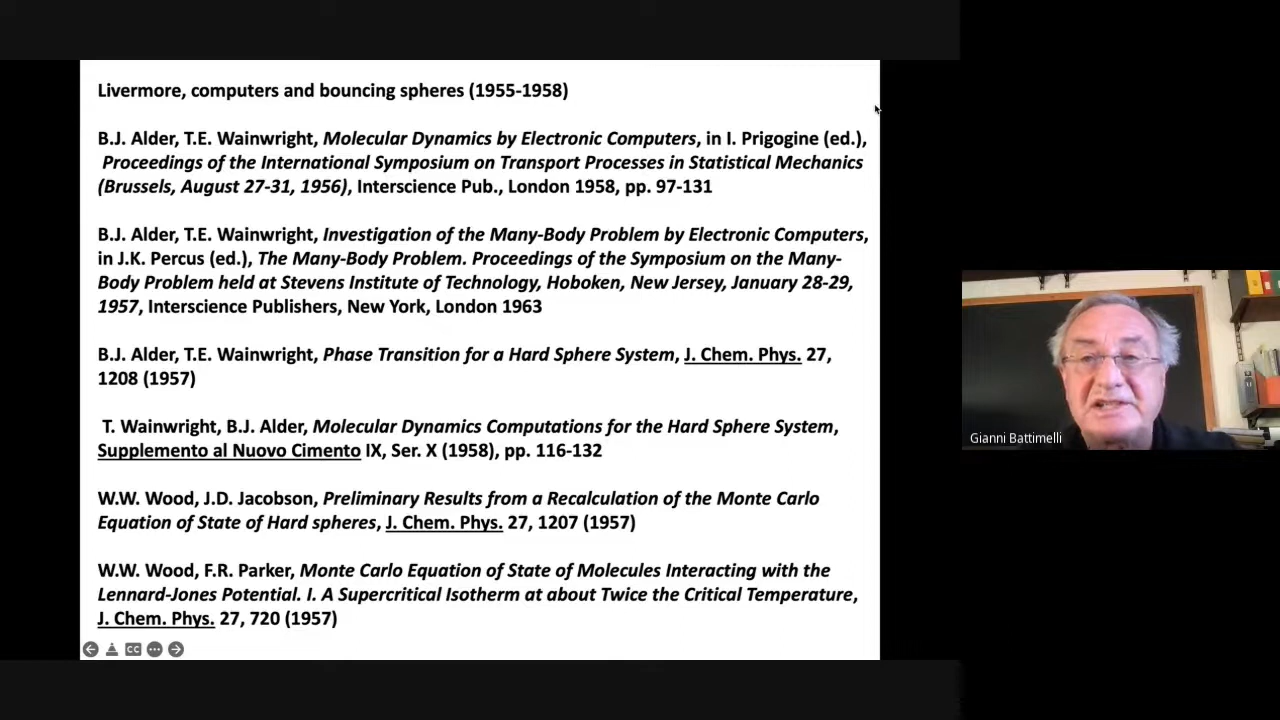 Livermore, computers and bouncing spheres (1955-1958)
B.J. Alder, T.E. Wainwright, Molecular Dynamics by Electronic Computers, in I. Prigogine (ed.),
Proceedings of the International Symposium on Transport Processes in Statistical Mechanics
(Brussels, August 27-31, 1956), Interscience Pub., London 1958, pp. 97-131
B.J. Alder, T.E. Wainwright, Investigation of the Many-Body Problem by Electronic Computers,
in J.K. Percus (ed.), The Many-Body Problem. Proceedings of the Symposium on the Many-
Body Problem held at Stevens Institute of Technology, Hoboken, New Jersey, January 28-29,
1957, Interscience Publishers, New York, London 1963
B.J. Alder, T.E. Wainwright, Phase Transition for a Hard Sphere System, J. Chem. Phys. 27,
1208 (1957)
T. Wainwright, B.J. Alder, Molecular Dynamics Computations for the Hard Sphere System,
Supplemento al Nuovo Cimento IX, Ser. X (1958), pp. 116-132
W.W. Wood, J.D. Jacobson, Preliminary Results from a Recalculation of the Monte Carlo
Equation of State of Hard spheres, J. Chem. Phys. 27, 1207 (1957)
W.W. Wood, F.R. Parker, Monte Carlo Equation of State of Molecules Interacting with the
Lennard-Jones Potential. I. A Supercritical Isotherm at about Twice the Critical Temperature,
J. Chem. Phys. 27, 720 (1957)
CC
Gianni Battimelli